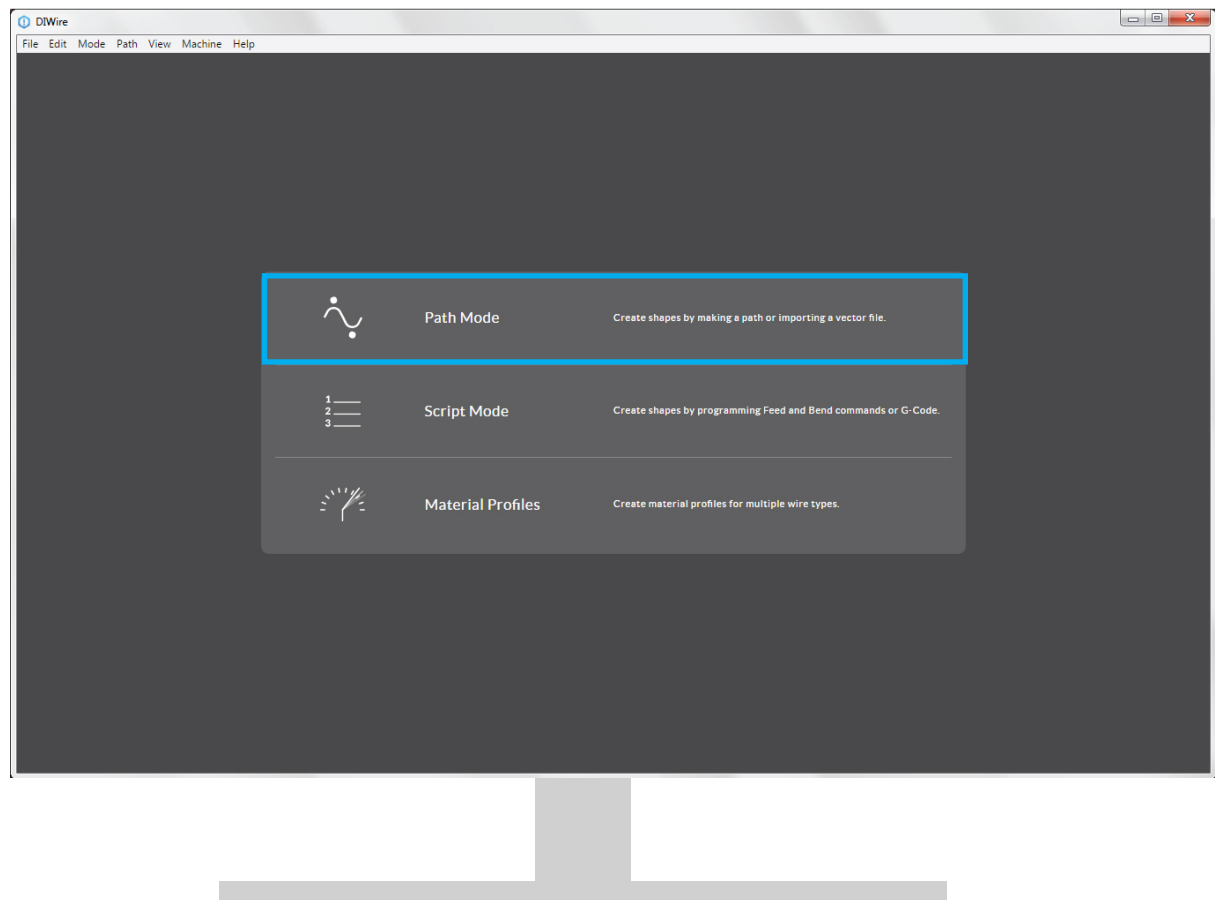 DIWire
File Edit Mode Path View Machine Help
Path Mode Create shapes by making a path or importing a vector file.
1
2
3
Script Mode Create shapes by programming Feed and Bend commands or G-Code.
Material Profiles Create material profiles for multiple wire types.